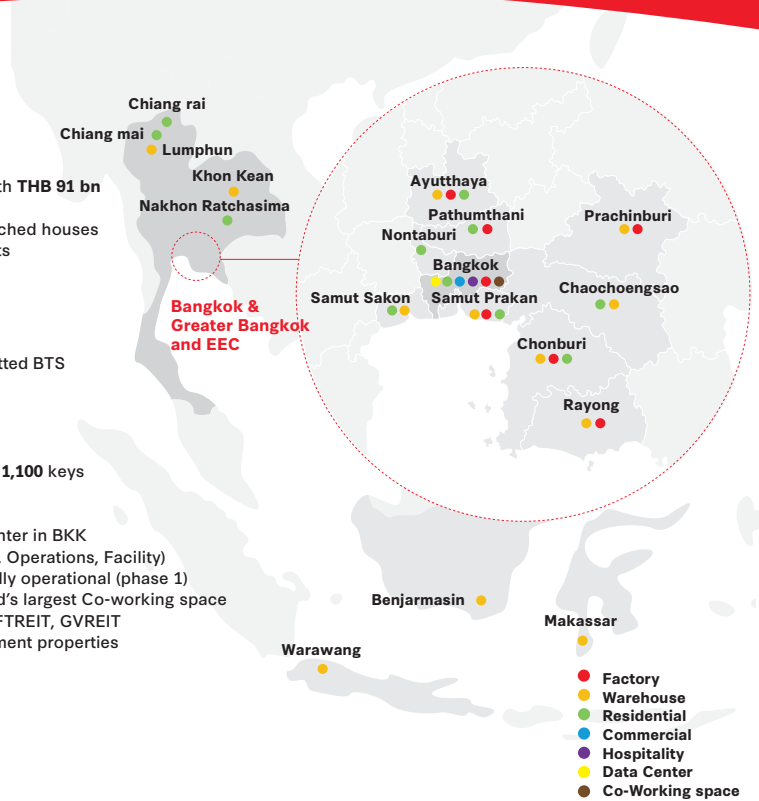 Chiang rai
Chiang mai
Lumphun
Khon Kean
Nakhon Ratchasima
THB 91 bn
ched houses
Bangkok &
Greater Bangkok
and EEC
tted BTS
1,100 keys
nter in BKK
Operations, Facility)
lly operational (phase 1)
d's largest Co-working space
FTREIT, GVREIT
ment properties
Ayutthaya
Pathumthani
Nontaburi
Prachinburi
Bangkok
Samut Sakon
Samut Prakan
Chaochoengsao
Chonburi
Rayong
Benjarmasin
Makassar
Warawang
Factory
Warehouse
Residential
Commercial
Hospitality
Data Center
Co-Working space